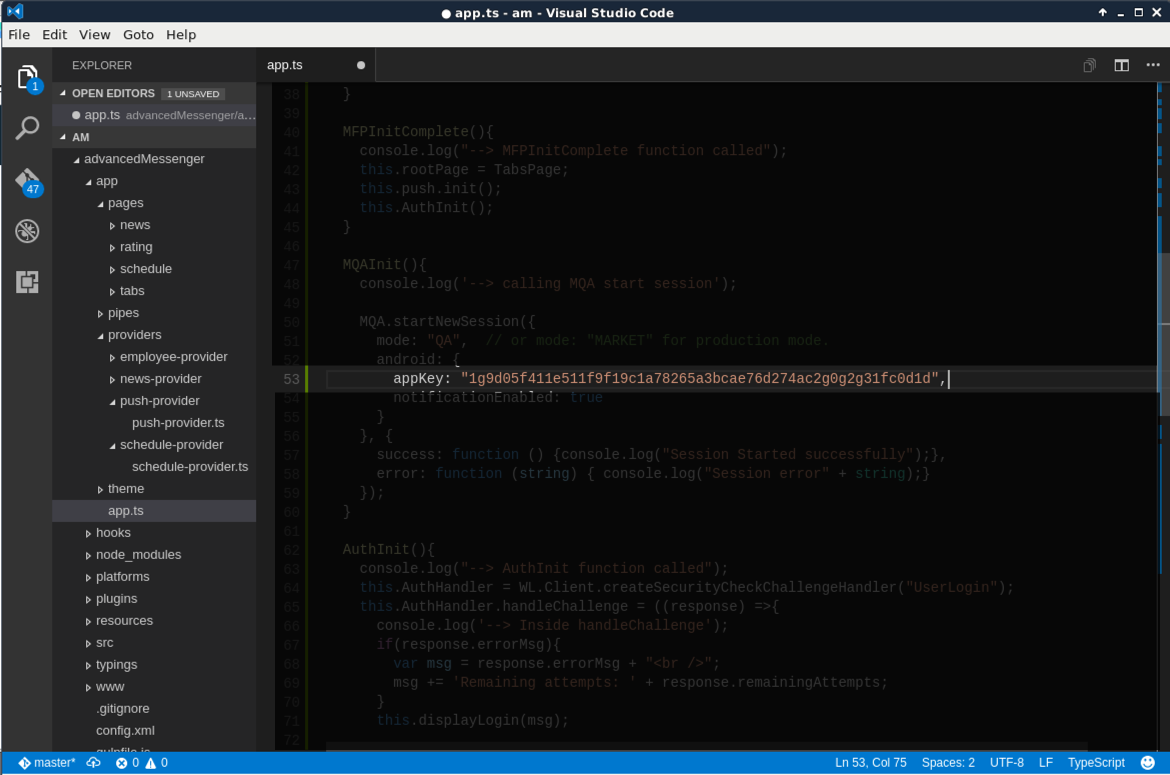 ● app.ts - am - Visual Studio Code
File Edit View Goto Help
EXPLORER
app.ts ●
1
OPEN EDITORS 1 UNSAVED
● app.ts advancedMessenger/a...
AM
advancedMessenger
app
pages
news
rating
schedule
tabs
pipes
providers
employee-provider
news-provider
push-provider
push-provider.ts
schedule-provider
schedule-provider.ts
theme
app.ts
hooks
node_modules
platforms
plugins
resources
src
typings
www
.gitignore
config.xml
47
38 }
39
40 MFPInitComplete(){
41 console.log("--> MFPInitComplete function called");
42 this.rootPage = TabsPage;
43 this.push.init();
44 this.AuthInit();
45 }
46
47 MQAInit(){
48 console.log('--> calling MQA start session');
49
50 MQA.startNewSession({
51 mode: "QA", // or mode: "MARKET" for production mode.
52 android: {
53 appKey: "1g9d05f411e511f9f19c1a78265a3bcae76d274ac2g0g2g31fc0d1d",
54 notificationEnabled: true
55 }
56 }, {
57 success: function () {console.log("Session Started successfully");},
58 error: function (string) { console.log("Session error" + string);}
59 });
60 }
61
62 AuthInit(){
63 console.log("--> AuthInit function called");
64 this.AuthHandler = WL.Client.createSecurityCheckChallengeHandler("UserLogin");
65 this.AuthHandler.handleChallenge = ((response) =>{
66 console.log('--> Inside handleChallenge');
67 if(response.errorMsg){
68 var msg = response.errorMsg + "<br />";
69 msg += 'Remaining attempts: ' + response.remainingAttempts;
70 }
71 this.displayLogin(msg);
72
master* 0 0 Ln 53, Col 75 Spaces: 2 UTF-8 LF TypeScript